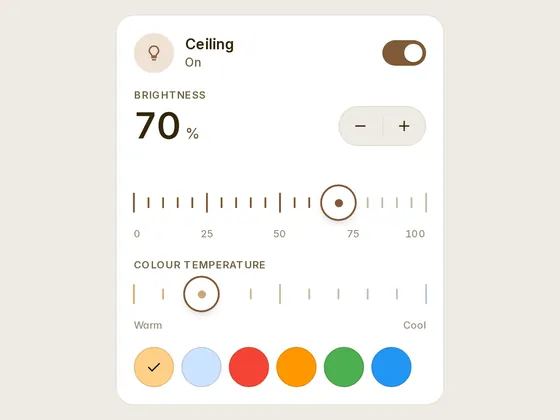 Ceiling
On
BRIGHTNESS
70 %
0 25 50 75 100
COLOUR TEMPERATURE
Warm Cool